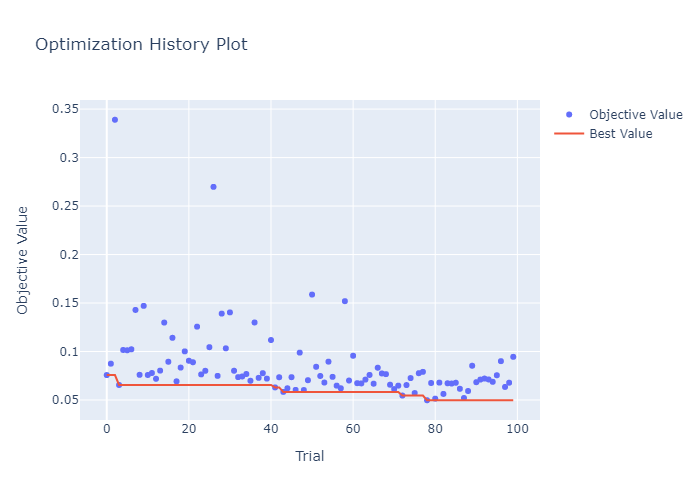 Optimization History Plot
Objective Value
Best Value
0.35
0.3
0.25
0.2
0.15
0.1
0.05
Objective Value
0
20
40
60
80
100
Trial